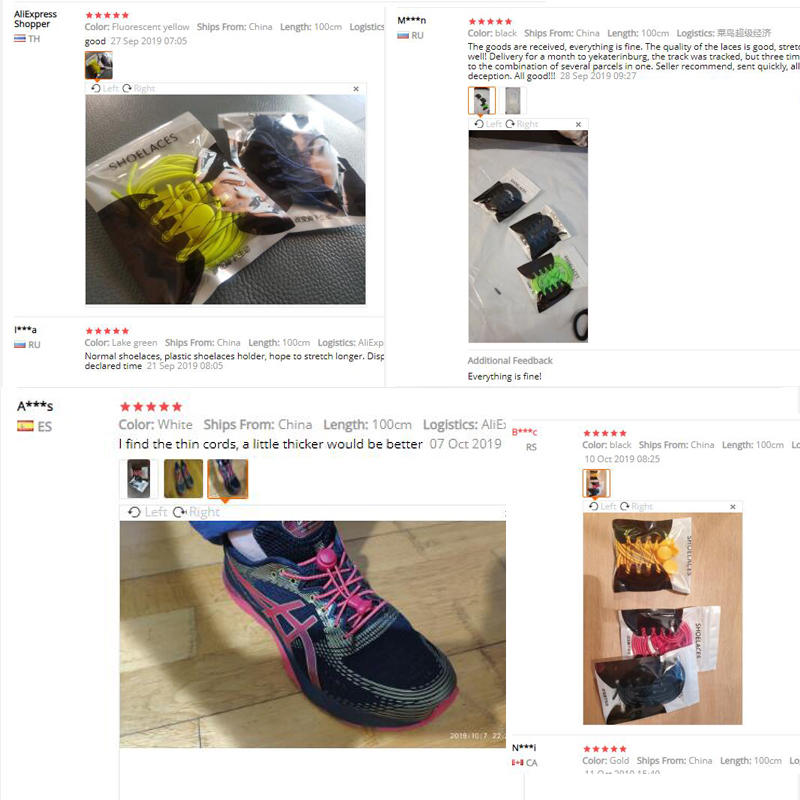 AliExpress
Shopper
TH
Color: Fluorescent yellow Ships From: China Length: 100cm Logistics
good 27 Sep 2019 07:05
Left Right
SHOELACES
I***a
RU
Color: Lake green Ships From: China Length: 100cm Logistics: AliExp
Normal shoelaces, plastic shoelaces holder, hope to stretch longer. Disp
declared time 21 Sep 2019 08:05
M***n
RU
Color: black Ships From: China Length: 100cm Logistics: 菜鸟超级经济
The goods are received, everything is fine. The quality of the laces is good, stret
well! Delivery for a month to yekaterinburg, the track was tracked, but three tim
to the combination of several parcels in one. Seller recommend, sent quickly, all
deception. All good!!! 28 Sep 2019 09:27
Left Right
Additional Feedback
Everything is fine!
A***s
ES
Color: White Ships From: China Length: 100cm Logistics: AliE
I find the thin cords, a little thicker would be better 07 Oct 2019
Left Right
2019/10/7 22:2
B***c
RS
Color: black Ships From: China Length: 100cm Lo
10 Oct 2019 08:25
Left Right
SHOELACES
SHOELACES
N***i
CA
Color: Gold Ships From: China Length: 100cm Lo